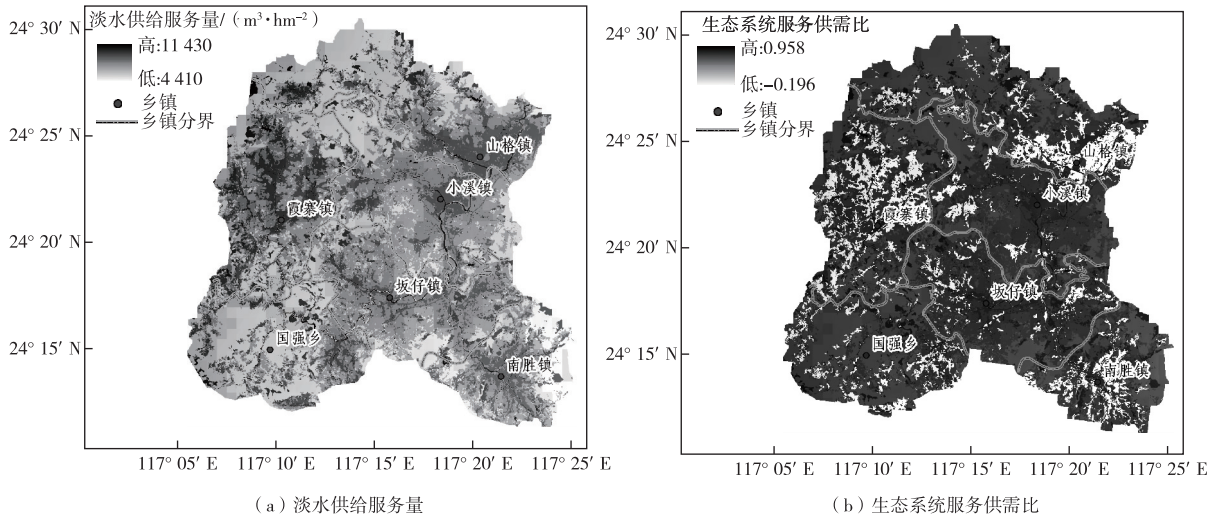 淡水供给服务量/(m³·hm⁻²)
高:11 430
低:4 410
乡镇
乡镇分界
24° 30′ N
24° 25′ N
24° 20′ N
24° 15′ N
山格镇
小溪镇
霞寨镇
坂仔镇
国强乡
南胜镇
117° 05′ E 117° 10′ E 117° 15′ E 117° 20′ E 117° 25′ E
(a) 淡水供给服务量
生态系统服务供需比
高:0.958
低:−0.196
乡镇
乡镇分界
24° 30′ N
24° 25′ N
24° 20′ N
24° 15′ N
山格镇
小溪镇
霞寨镇
坂仔镇
国强乡
南胜镇
117° 05′ E 117° 10′ E 117° 15′ E 117° 20′ E 117° 25′ E
(b) 生态系统服务供需比